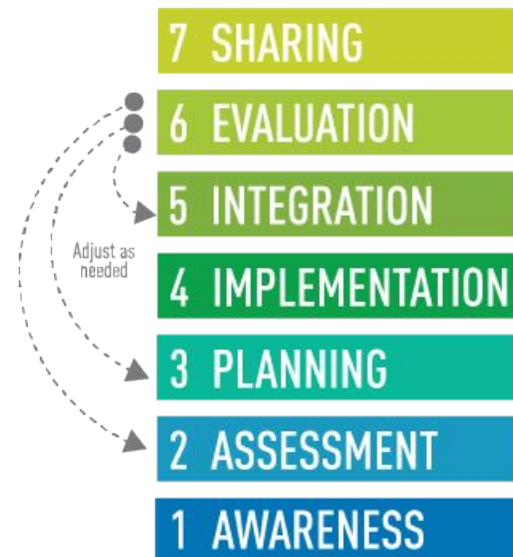 7 SHARING
6 EVALUATION
5 INTEGRATION
Adjust as
needed
4 IMPLEMENTATION
3 PLANNING
2 ASSESSMENT
1 AWARENESS